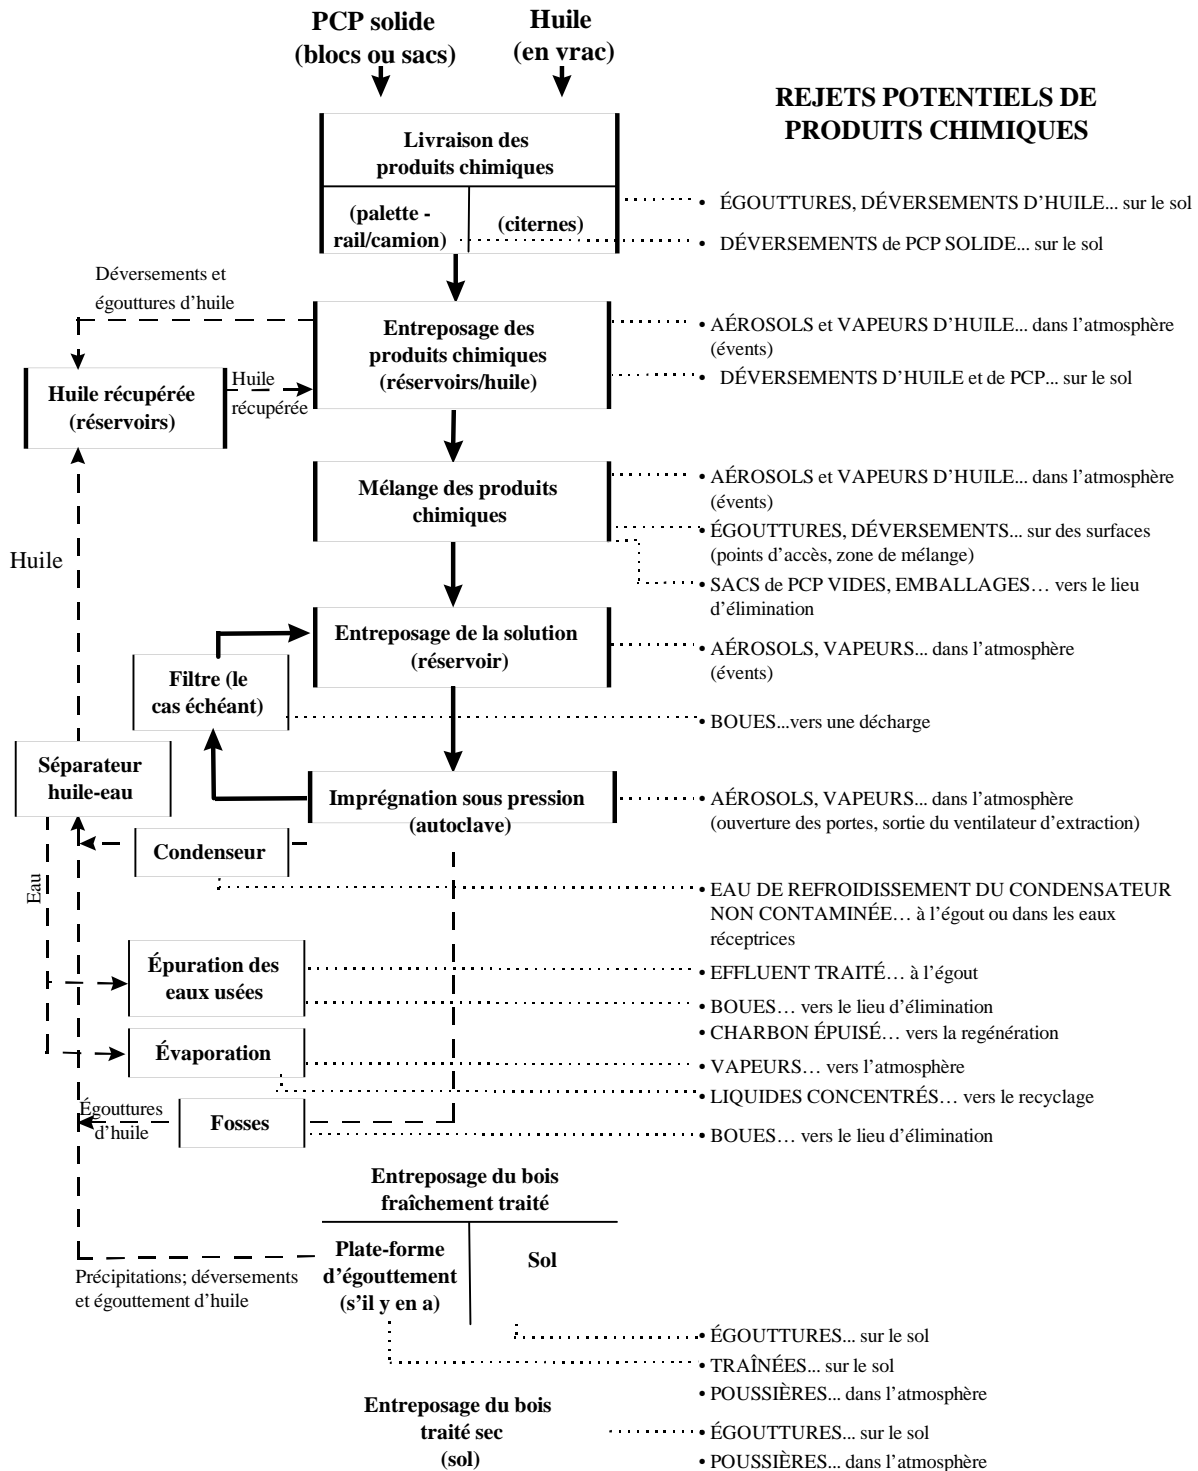 PCP solide
(blocs ou sacs)
Huile
(en vrac)
REJETS POTENTIELS DE
PRODUITS CHIMIQUES
Livraison des
produits chimiques
(palette -
rail/camion)
(citernes)
• ÉGOUTTURES, DÉVERSEMENTS D’HUILE... sur le sol
• DÉVERSEMENTS de PCP SOLIDE... sur le sol
Déversements et
égouttures d’huile
Entreposage des
produits chimiques
(réservoirs/huile)
• AÉROSOLS et VAPEURS D’HUILE... dans l’atmosphère
(évents)
• DÉVERSEMENTS D’HUILE et de PCP... sur le sol
Huile récupérée
(réservoirs)
Huile
récupérée
Mélange des produits
chimiques
• AÉROSOLS et VAPEURS D’HUILE... dans l’atmosphère
(évents)
• ÉGOUTTURES, DÉVERSEMENTS... sur des surfaces
(points d’accès, zone de mélange)
• SACS de PCP VIDES, EMBALLAGES… vers le lieu
d’élimination
Huile
Entreposage de la solution
(réservoir)
• AÉROSOLS, VAPEURS... dans l’atmosphère
(évents)
Filtre (le
cas échéant)
• BOUES...vers une décharge
Séparateur
huile-eau
Imprégnation sous pression
(autoclave)
• AÉROSOLS, VAPEURS... dans l’atmosphère
(ouverture des portes, sortie du ventilateur d’extraction)
Condenseur
Eau
• EAU DE REFROIDISSEMENT DU CONDENSATEUR
NON CONTAMINÉE… à l’égout ou dans les eaux
réceptrices
Épuration des
eaux usées
• EFFLUENT TRAITÉ… à l’égout
• BOUES… vers le lieu d’élimination
• CHARBON ÉPUISÉ… vers la regénération
Évaporation
• VAPEURS… vers l’atmosphère
• LIQUIDES CONCENTRÉS… vers le recyclage
Égouttures
d’huile
Fosses
• BOUES… vers le lieu d’élimination
Entreposage du bois
fraîchement traité
Plate-forme
d’égouttement
(s’il y en a)
Sol
Précipitations; déversements
et égouttement d’huile
• ÉGOUTTURES... sur le sol
• TRAÎNÉES... sur le sol
• POUSSIÈRES... dans l’atmosphère
Entreposage du bois
traité sec
(sol)
• ÉGOUTTURES... sur le sol
• POUSSIÈRES... dans l’atmosphère